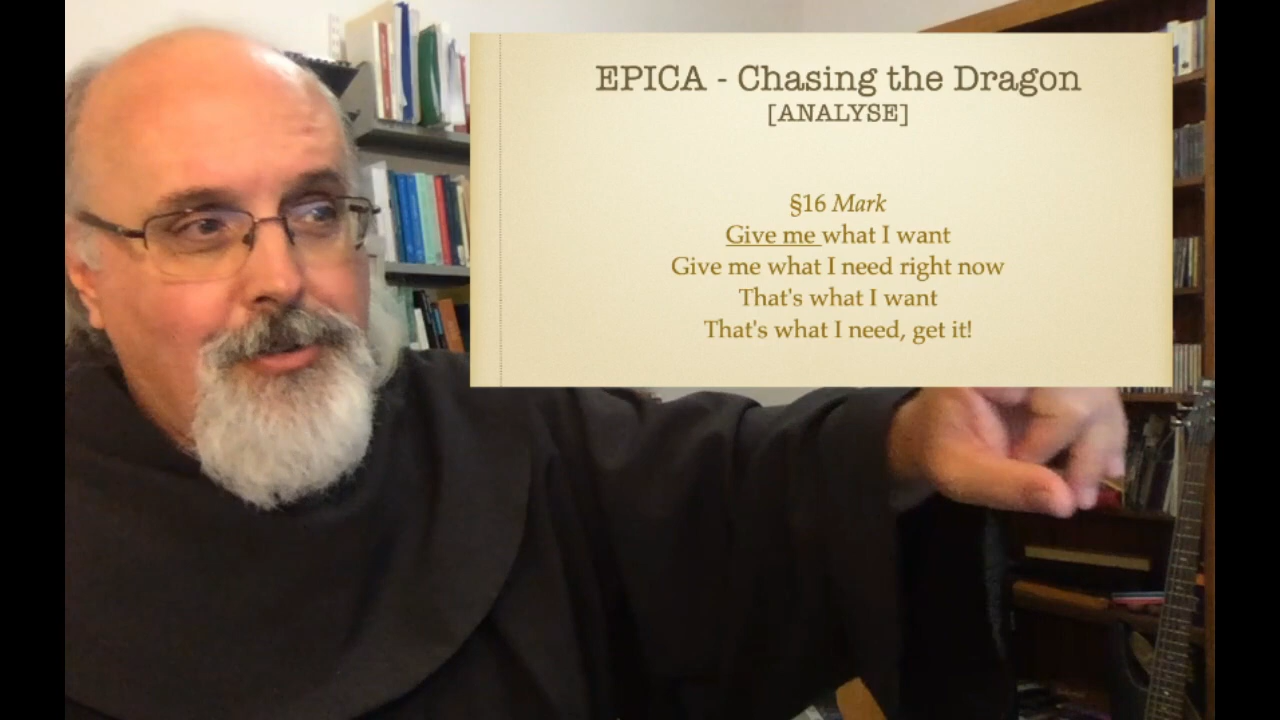 EPICA - Chasing the Dragon
[ANALYSE]
§16 Mark
Give me what I want
Give me what I need right now
That's what I want
That's what I need, get it!